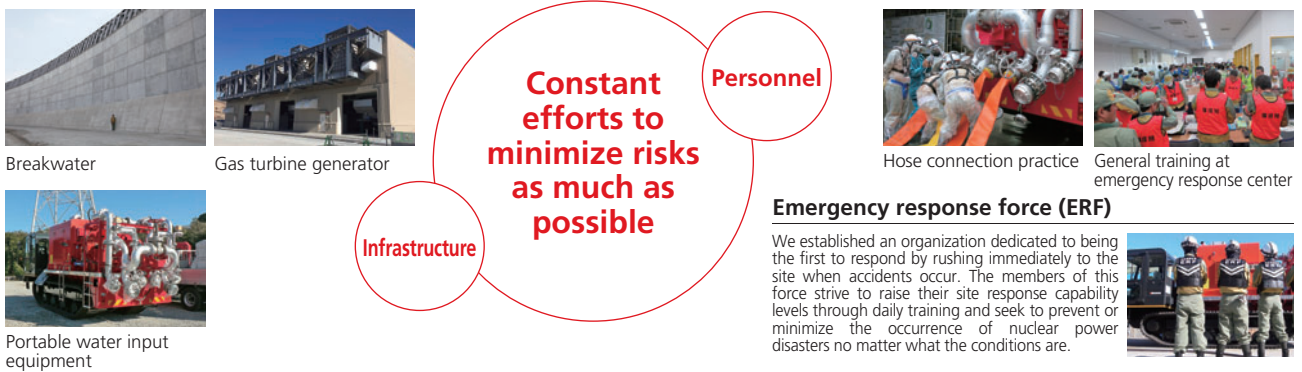 Breakwater
Gas turbine generator
Portable water input
equipment
Constant
efforts to
minimize risks
as much as
possible
Personnel
Infrastructure
Hose connection practice
General training at
emergency response center
Emergency response force (ERF)
We established an organization dedicated to being
the first to respond by rushing immediately to the
site when accidents occur. The members of this
force strive to raise their site response capability
levels through daily training and seek to prevent or
minimize the occurrence of nuclear power
disasters no matter what the conditions are.